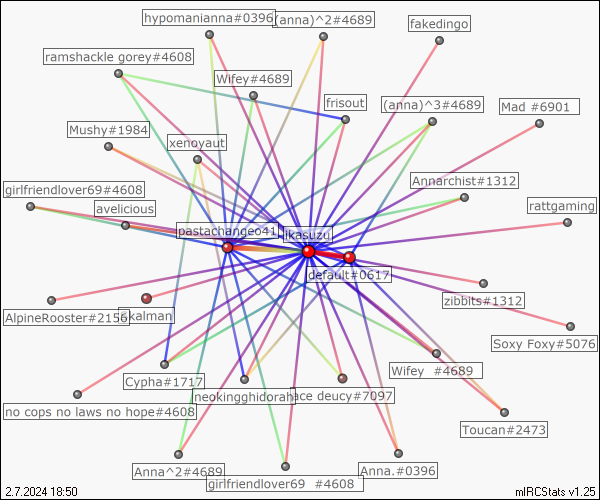 hypomanianna#0396
(anna)^2#4689
fakedingo
ramshackle gorey#4608
Wifey#4689
frisout
(anna)^3#4689
Mad #6901
Mushy#1984
xenoyaut
girlfriendlover69#4608
Annarchist#1312
avelicious
rattgaming
pastachangeo41
ikasuzu
default#0617
zibbits#1312
AlpineRooster#2156
skalman
Soxy Foxy#5076
Wifey #4689
Cypha#1717
neokingghidorah
ace deucy#7097
no cops no laws no hope#4608
Toucan#2473
Anna^2#4689
girlfriendlover69 #4608
Anna.#0396
2.7.2024 18:50
mIRCStats v1.25